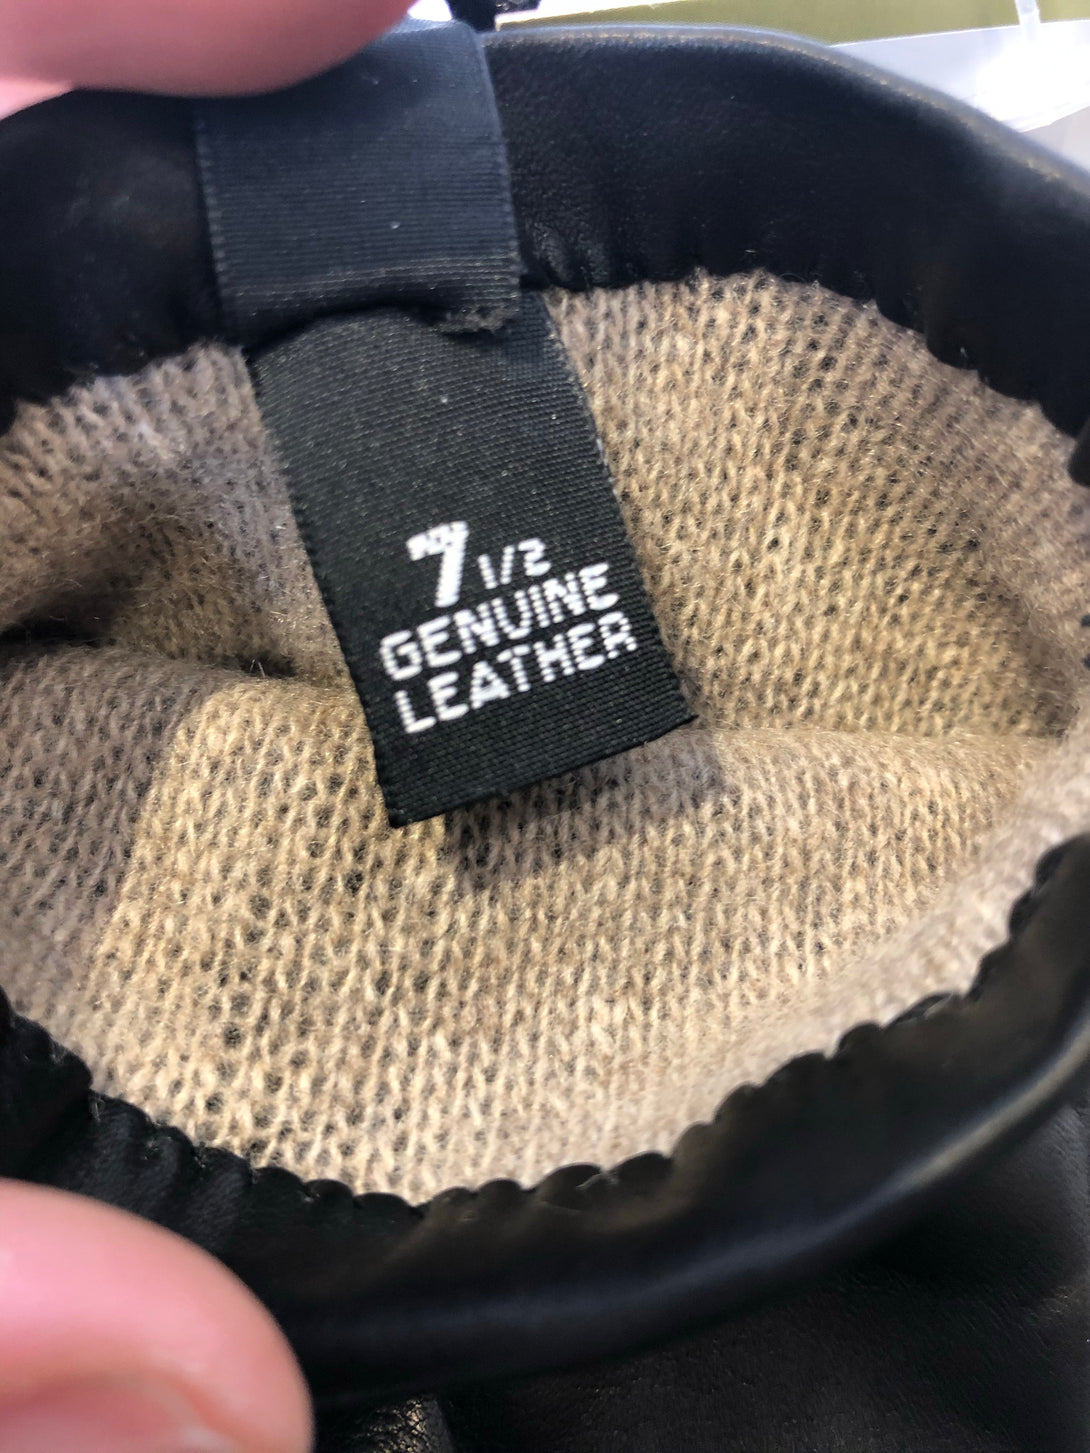 7 1/2
GENUINE
LEATHER